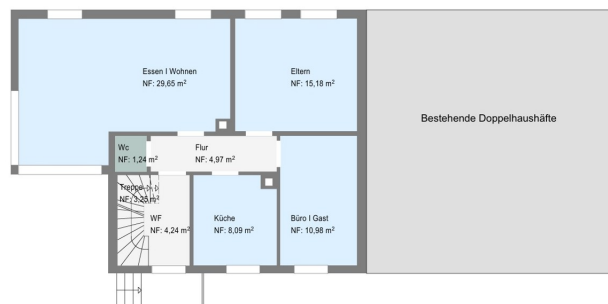 Essen I Wohnen
NF: 29,65 m²
Eltern
NF: 15,18 m²
Bestehende Doppelhaushäfte
Wc
NF: 1,24 m²
Flur
NF: 4,97 m²
Treppe
NF: 3,25 m²
WF
NF: 4,24 m²
Küche
NF: 8,09 m²
Büro I Gast
NF: 10,98 m²